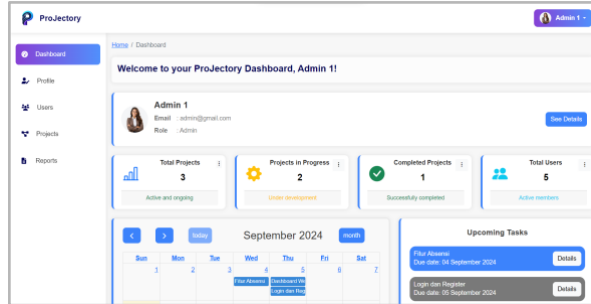 ProJectory
Admin 1
Dashboard
Profile
Users
Projects
Reports
Home / Dashboard
Welcome to your ProJectory Dashboard, Admin 1!
Admin 1
Email : admin@gmail.com
Role : Admin
See Details
Total Projects
3
Active and ongoing
Projects in Progress
2
Under development
Completed Projects
1
Successfully completed
Total Users
5
Active members
today
September 2024
month
Sun Mon Tue Wed Thu Fri Sat
1 2 3 4 5 6 7
Fitur Absensi Dashboard We
Login dan Reg
Upcoming Tasks
Fitur Absensi
Due date: 04 September 2024
Details
Login dan Register
Due date: 05 September 2024
Details